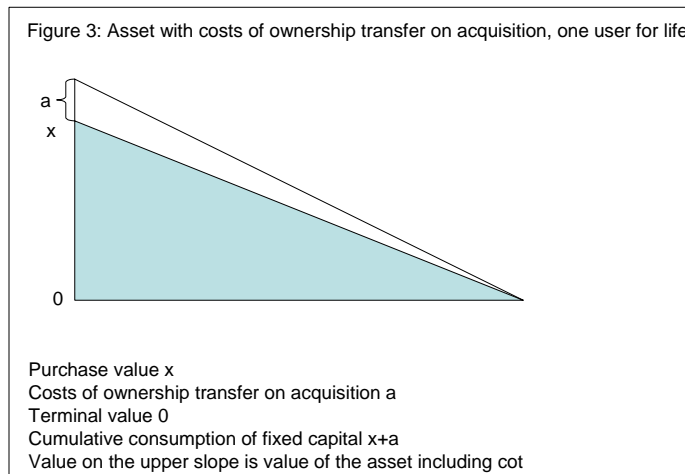 Figure 3: Asset with costs of ownership transfer on acquisition, one user for life
a
x
0
Purchase value x
Costs of ownership transfer on acquisition a
Terminal value 0
Cumulative consumption of fixed capital x+a
Value on the upper slope is value of the asset including cot